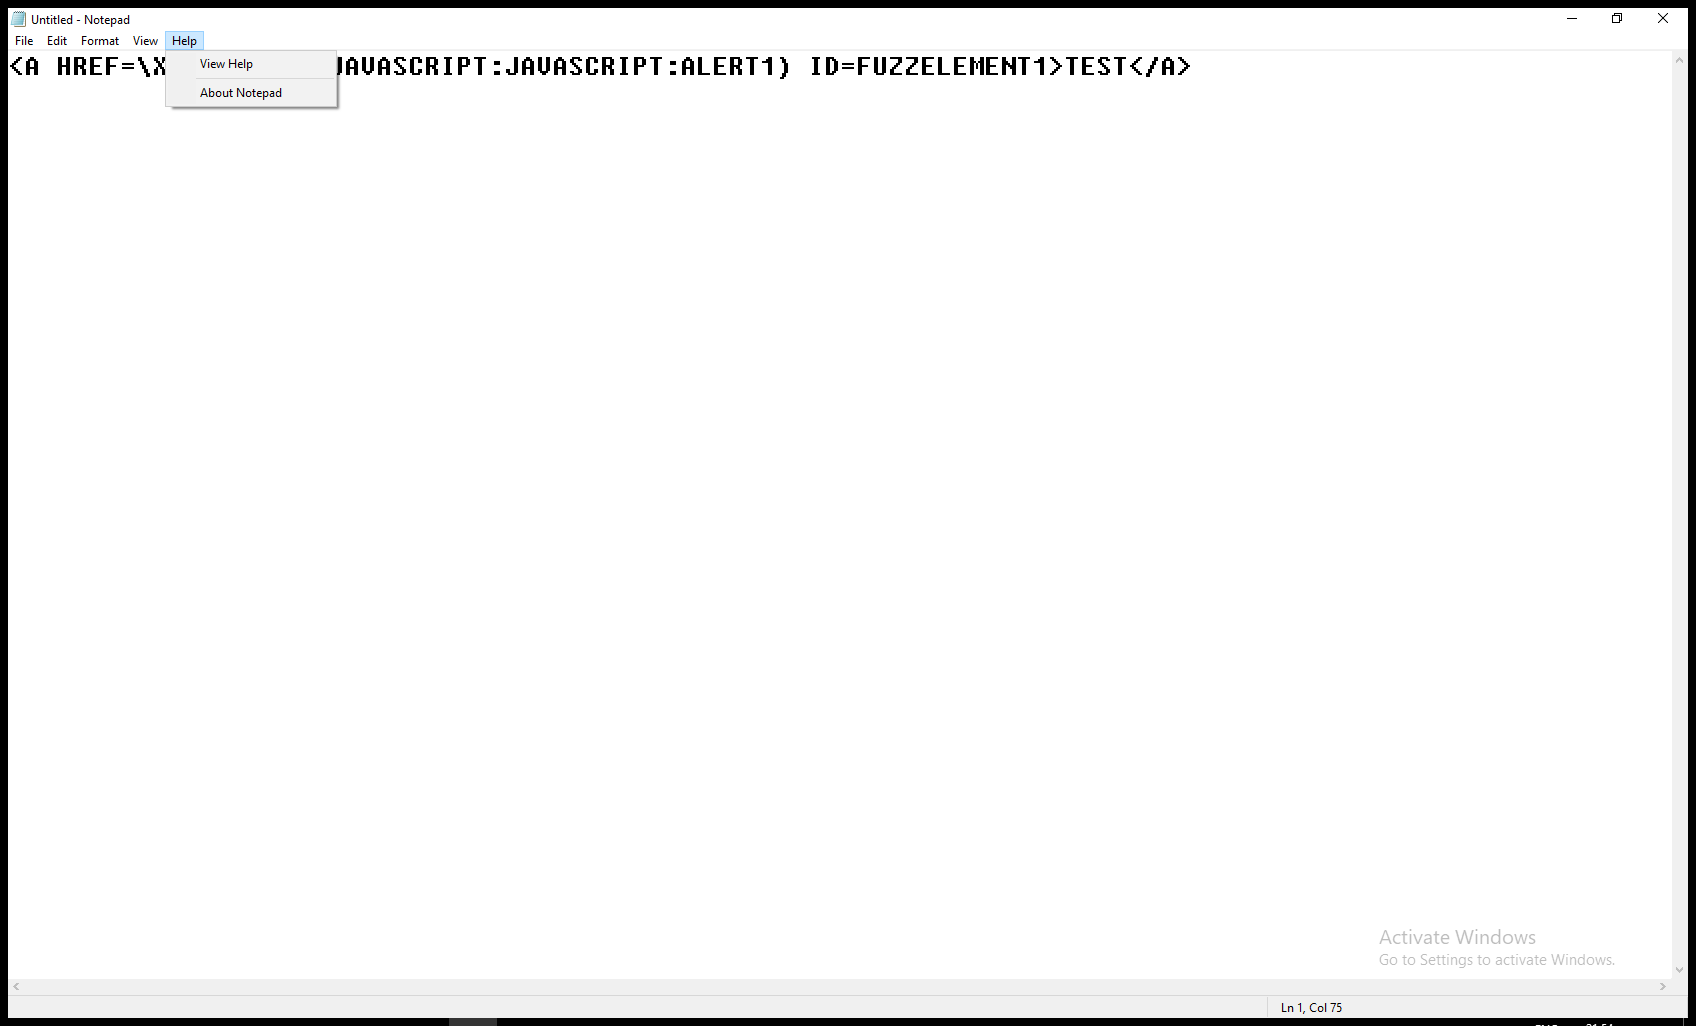 Untitled - Notepad
File Edit Format View Help
<A HREF=\X JAVASCRIPT:JAVASCRIPT:ALERT1) ID=FUZZELEMENT1>TEST</A>
View Help
About Notepad
Activate Windows
Go to Settings to activate Windows.
Ln 1, Col 75